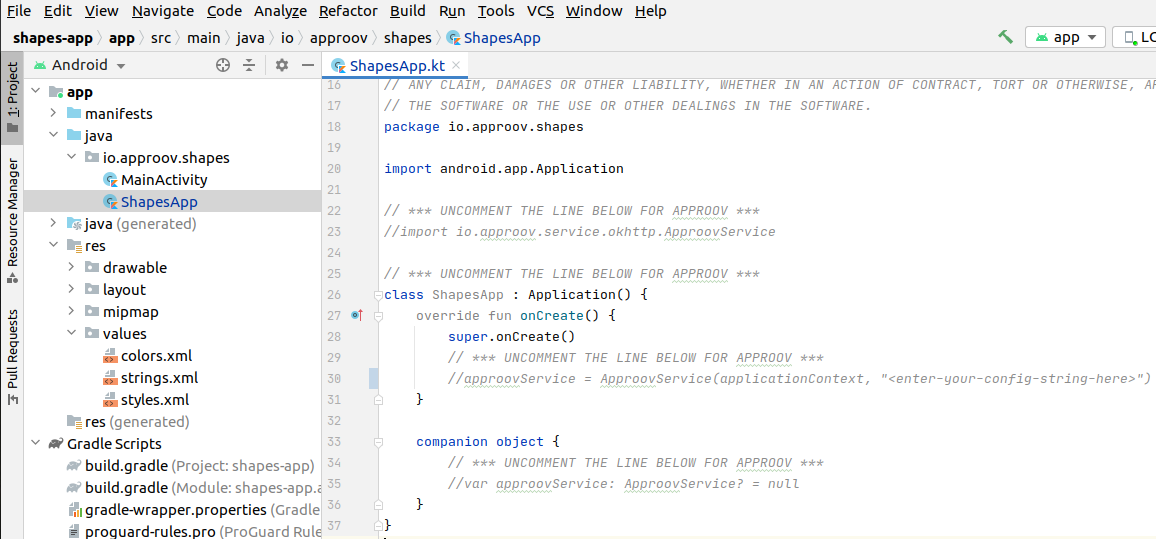 File Edit View Navigate Code Analyze Refactor Build Run Tools VCS Window Help
shapes-app app src main java io approov shapes ShapesApp app LO
1: Project
Resource Manager
Pull Requests
Android
app
manifests
java
io.approov.shapes
MainActivity
ShapesApp
java (generated)
res
drawable
layout
mipmap
values
colors.xml
strings.xml
styles.xml
res (generated)
Gradle Scripts
build.gradle (Project: shapes-app)
build.gradle (Module: shapes-app.a
gradle-wrapper.properties (Gradle
proguard-rules.pro (ProGuard Rule
ShapesApp.kt
16 // ANY CLAIM, DAMAGES OR OTHER LIABILITY, WHETHER IN AN ACTION OF CONTRACT, TORT OR OTHERWISE, AR
17 // THE SOFTWARE OR THE USE OR OTHER DEALINGS IN THE SOFTWARE.
18 package io.approov.shapes
19
20 import android.app.Application
21
22 // *** UNCOMMENT THE LINE BELOW FOR APPROOV ***
23 //import io.approov.service.okhttp.ApproovService
24
25 // *** UNCOMMENT THE LINE BELOW FOR APPROOV ***
26 class ShapesApp : Application() {
27 override fun onCreate() {
28 super.onCreate()
29 // *** UNCOMMENT THE LINE BELOW FOR APPROOV ***
30 //approovService = ApproovService(applicationContext, "<enter-your-config-string-here>")
31 }
32
33 companion object {
34 // *** UNCOMMENT THE LINE BELOW FOR APPROOV ***
35 //var approovService: ApproovService? = null
36 }
37 }